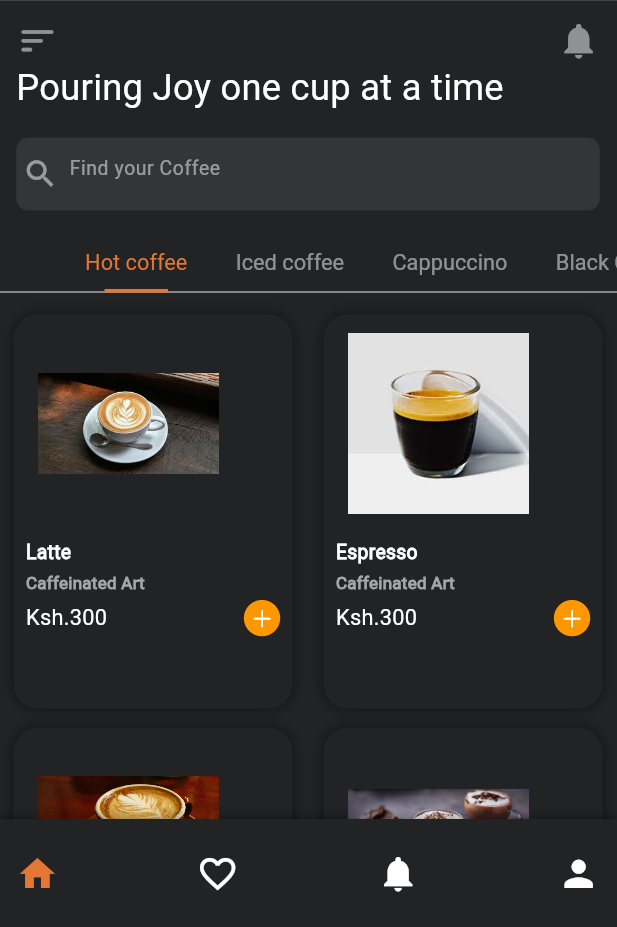 Pouring Joy one cup at a time
Find your Coffee
Hot coffee Iced coffee Cappuccino Black
Latte
Caffeinated Art
Ksh.300
Espresso
Caffeinated Art
Ksh.300